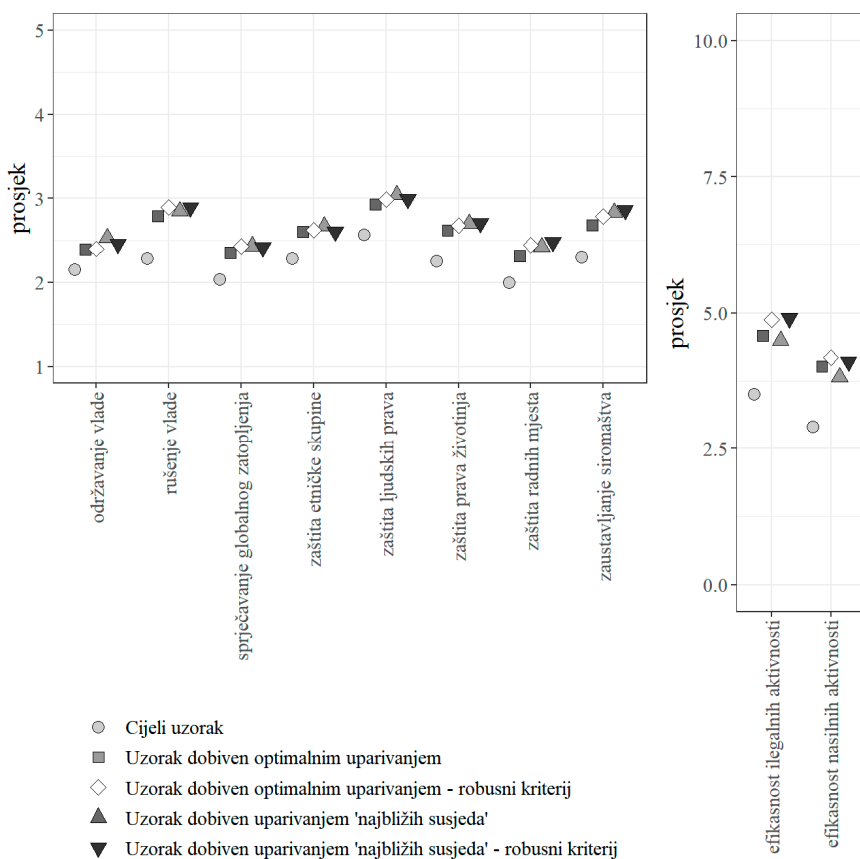 prosjek
5
4
3
2
1
održavanje vlade
rušenje vlade
sprječavanje globalnog zatopljenja
zaštita etničke skupine
zaštita ljudskih prava
zaštita prava životinja
zaštita radnih mjesta
zaustavljanje siromaštva
prosjek
10.0
7.5
5.0
2.5
0.0
efikasnost ilegalnih aktivnosti
efikasnost nasilnih aktivnosti
Cijeli uzorak
Uzorak dobiven optimalnim uparivanjem
Uzorak dobiven optimalnim uparivanjem - robusni kriterij
Uzorak dobiven uparivanjem 'najbližih susjeda'
Uzorak dobiven uparivanjem 'najbližih susjeda' - robusni kriterij